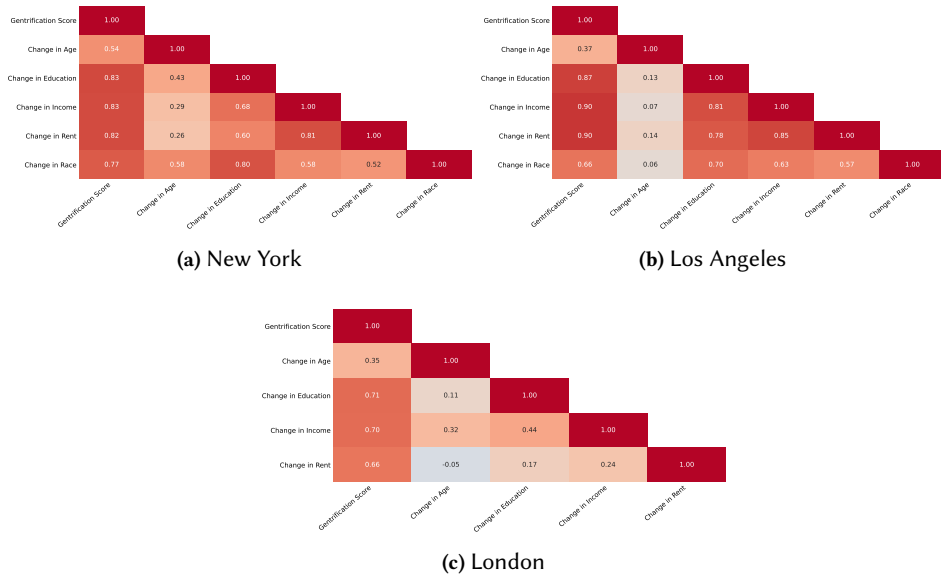 Gentrification Score 1.00
Change in Age 0.54 1.00
Change in Education 0.83 0.43 1.00
Change in Income 0.83 0.29 0.68 1.00
Change in Rent 0.82 0.26 0.60 0.81 1.00
Change in Race 0.77 0.58 0.80 0.58 0.52 1.00
Gentrification Score Change in Age Change in Education Change in Income Change in Rent Change in Race
(a) New York
Gentrification Score 1.00
Change in Age 0.37 1.00
Change in Education 0.87 0.13 1.00
Change in Income 0.90 0.07 0.81 1.00
Change in Rent 0.90 0.14 0.78 0.85 1.00
Change in Race 0.66 0.06 0.70 0.63 0.57 1.00
Gentrification Score Change in Age Change in Education Change in Income Change in Rent Change in Race
(b) Los Angeles
Gentrification Score 1.00
Change in Age 0.35 1.00
Change in Education 0.71 0.11 1.00
Change in Income 0.70 0.32 0.44 1.00
Change in Rent 0.66 -0.05 0.17 0.24 1.00
Gentrification Score Change in Age Change in Education Change in Income Change in Rent
(c) London